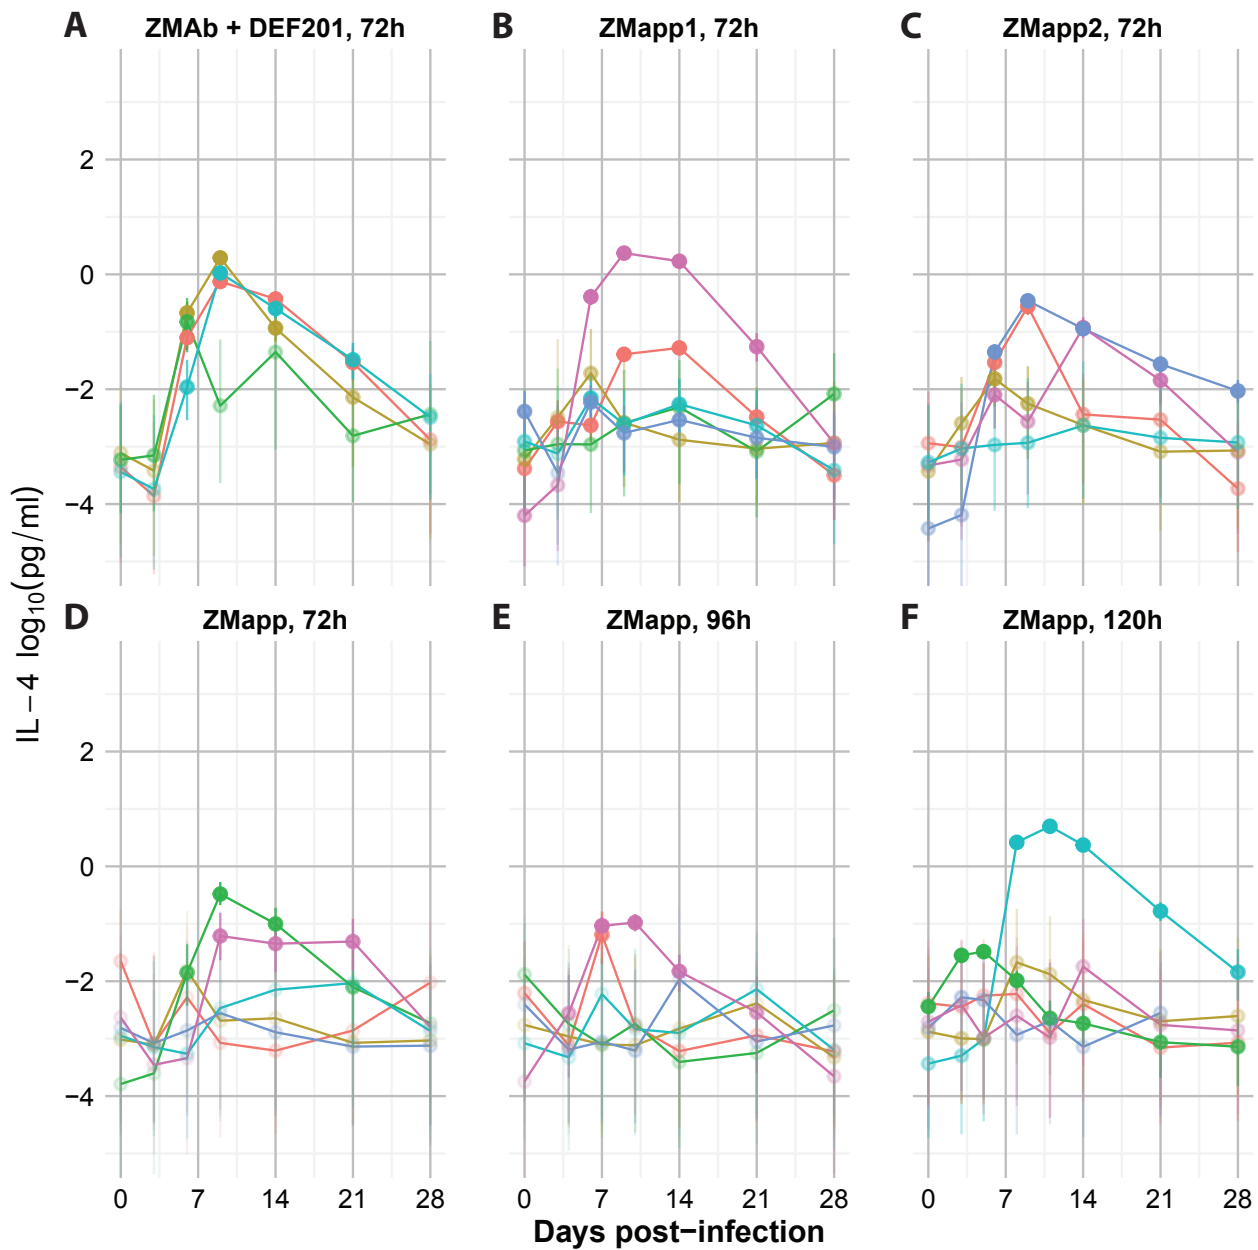 A ZMAb + DEF201, 72h
B ZMapp1, 72h
C ZMapp2, 72h
2
0
−2
−4
IL−4 log10(pg/ml)
D ZMapp, 72h
E ZMapp, 96h
F ZMapp, 120h
2
0
−2
−4
0 7 14 21 28
0 7 14 21 28
0 7 14 21 28
Days post−infection